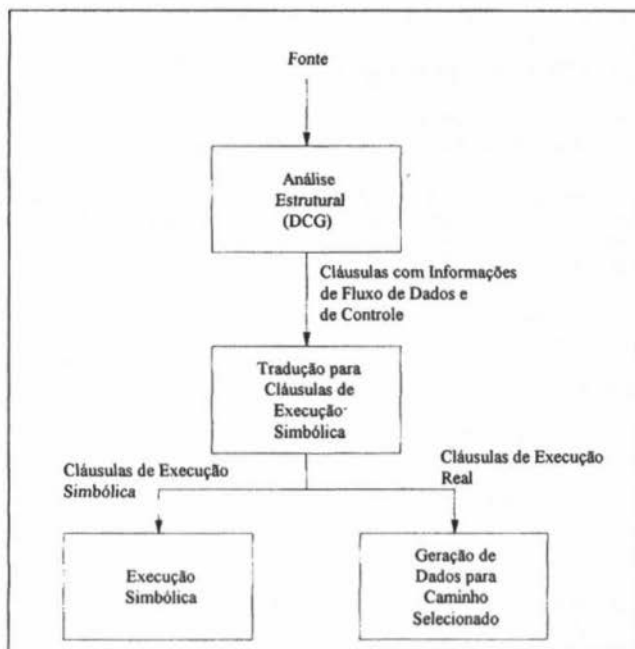 Fonte
Análise
Estrutural
(DCG)
Cláusulas com Informações
de Fluxo de Dados e
de Controle
Tradução para
Cláusulas de
Execução
Simbólica
Cláusulas de Execução
Simbólica
Cláusulas de Execução
Real
Execução
Simbólica
Geração de
Dados para
Caminho
Selecionado